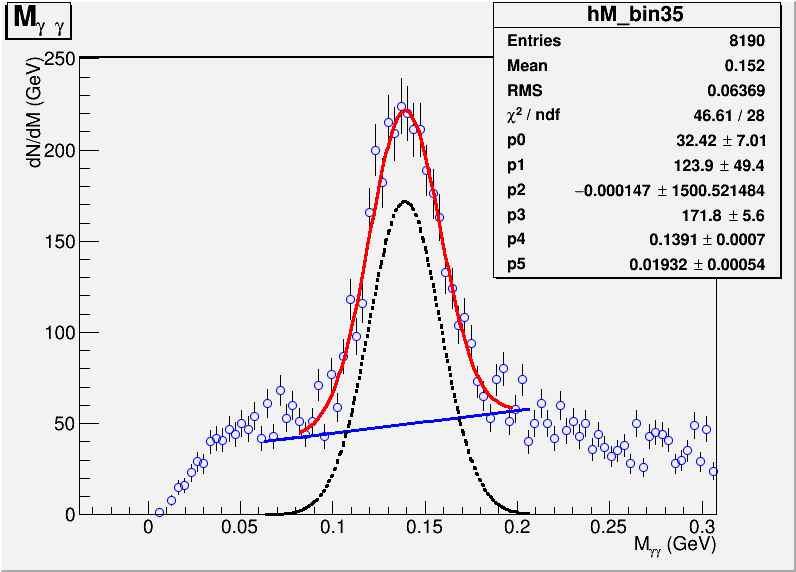 M γ γ
hM_bin35
Entries 8190
Mean 0.152
RMS 0.06369
χ² / ndf 46.61 / 28
p0 32.42 ± 7.01
p1 123.9 ± 49.4
p2 −0.000147 ± 1500.521484
p3 171.8 ± 5.6
p4 0.1391 ± 0.0007
p5 0.01932 ± 0.00054
dN/dM (GeV)
250
200
150
100
50
0
0 0.05 0.1 0.15 0.2 0.25 0.3
M γγ (GeV)